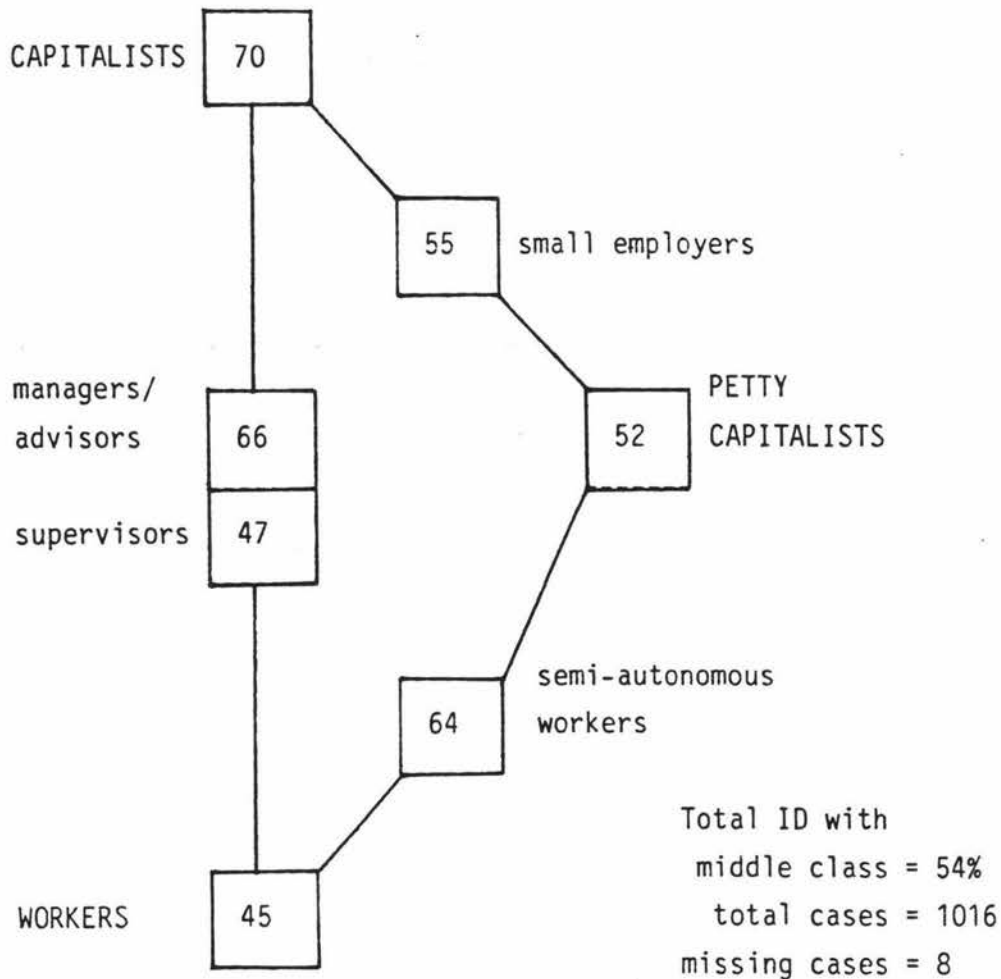 CAPITALISTS 70
55 small employers
managers/
advisors 66
PETTY
52 CAPITALISTS
supervisors 47
semi-autonomous
64 workers
Total ID with
middle class = 54%
total cases = 1016
WORKERS 45
missing cases = 8